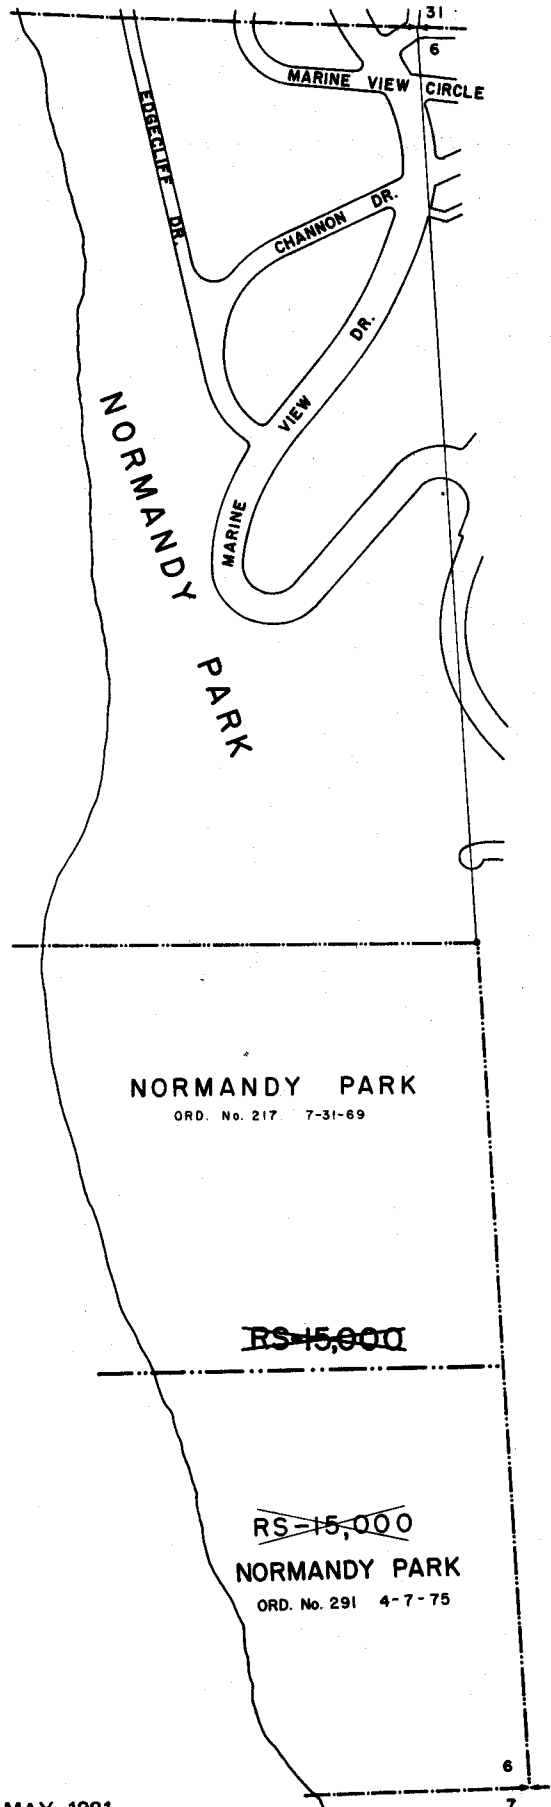 31
6
MARINE VIEW CIRCLE
EDGECLIFF DR.
CHANNON DR.
MARINE VIEW DR.
NORMANDY PARK
NORMANDY PARK
ORD. No. 217 7-31-69
RS-15,000
RS-15,000
NORMANDY PARK
ORD. No. 291 4-7-75
6
7
MAY 1981